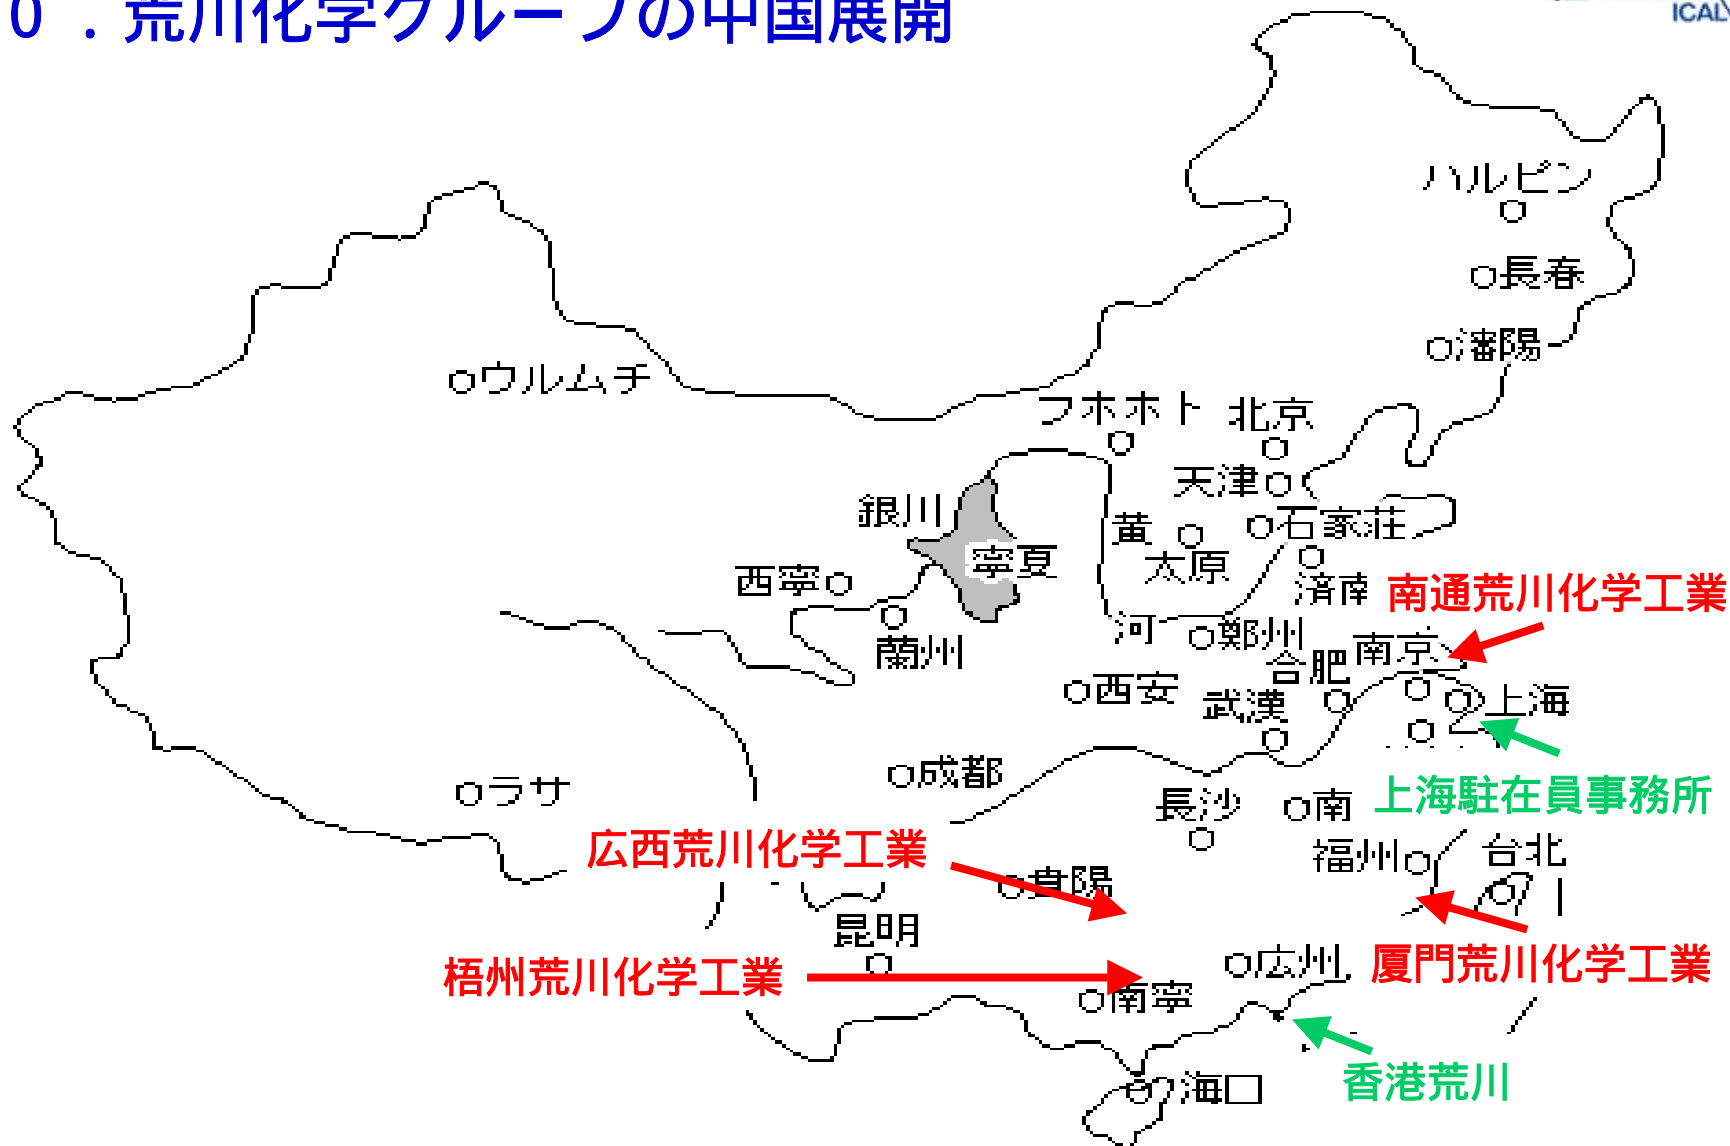 0．荒川化学グループの中国展開
ICAL
ハルピン
長春
瀋陽
ウルムチ
フホホト
北京
天津
銀川
黄
石家荘
寧夏
太原
西寧
済南
南通荒川化学工業
河
鄭州
蘭州
合肥
南京
西安
武漢
上海
成都
ラサ
長沙
南
上海駐在員事務所
広西荒川化学工業
福州
台北
貴陽
昆明
梧州荒川化学工業
広州
厦門荒川化学工業
南寧
香港荒川
海口